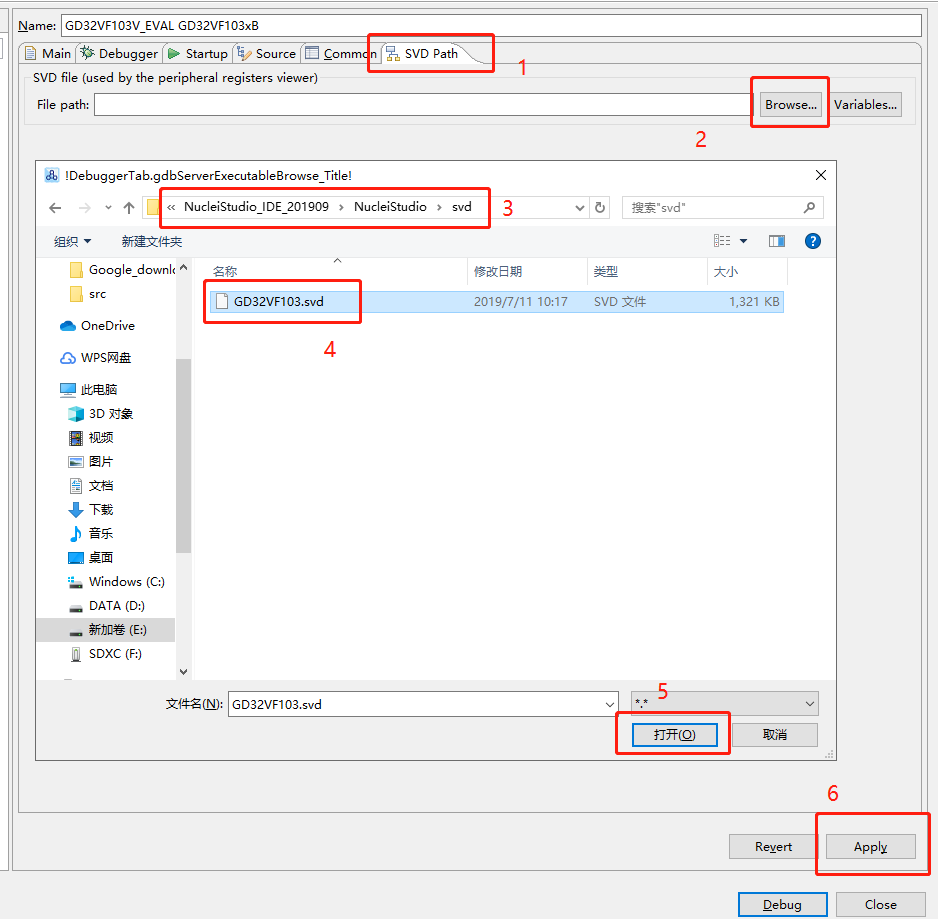 Name: GD32VF103V_EVAL GD32VF103xB
Main Debugger Startup Source Common SVD Path
1
SVD file (used by the peripheral registers viewer)
File path: Browse... Variables...
2
!DebuggerTab.gdbServerExecutableBrowse_Title!
« NucleiStudio_IDE_201909 › NucleiStudio › svd 3 搜索"svd"
组织 新建文件夹
名称 修改日期 类型 大小
GD32VF103.svd 2019/7/11 10:17 SVD 文件 1,321 KB
4
Google_downlo
src
OneDrive
WPS网盘
此电脑
3D 对象
视频
图片
文档
下载
音乐
桌面
Windows (C:)
DATA (D:)
新加卷 (E:)
SDXC (F:)
文件名(N): GD32VF103.svd *.*
5
打开(O) 取消
6
Revert Apply
Debug Close